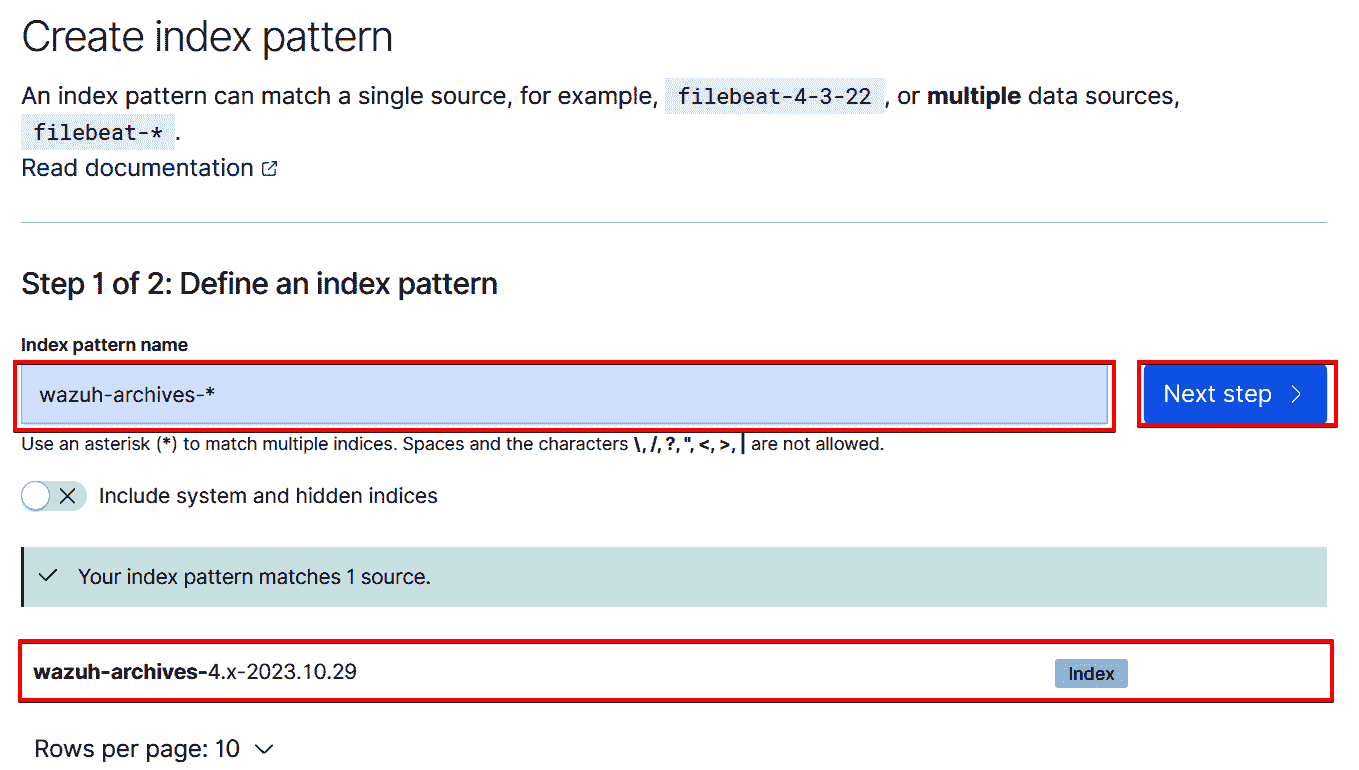 Create index pattern
An index pattern can match a single source, for example, filebeat-4-3-22 , or multiple data sources,
filebeat-* .
Read documentation
Step 1 of 2: Define an index pattern
Index pattern name
wazuh-archives-*
Next step
Use an asterisk (*) to match multiple indices. Spaces and the characters \, /, ?, ", <, >, | are not allowed.
Include system and hidden indices
Your index pattern matches 1 source.
wazuh-archives-4.x-2023.10.29 Index
Rows per page: 10